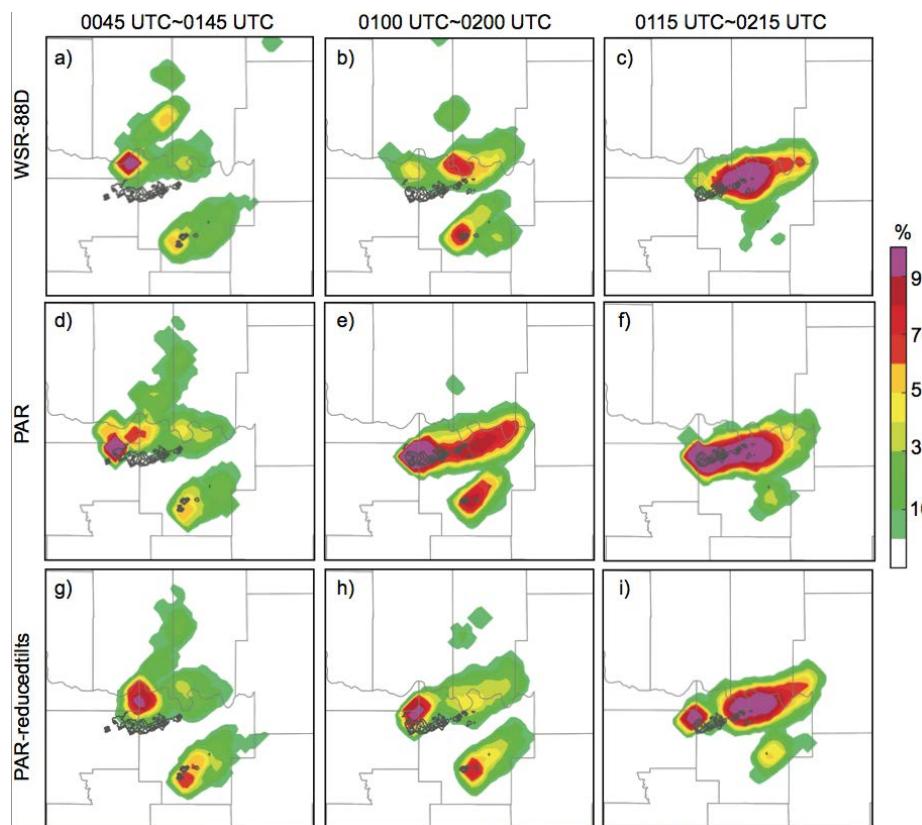 0045 UTC~0145 UTC 0100 UTC~0200 UTC 0115 UTC~0215 UTC
WSR-88D
a) b) c)
%
9
7
5
3
10
PAR
d) e) f)
PAR-reducedtilts
g) h) i)